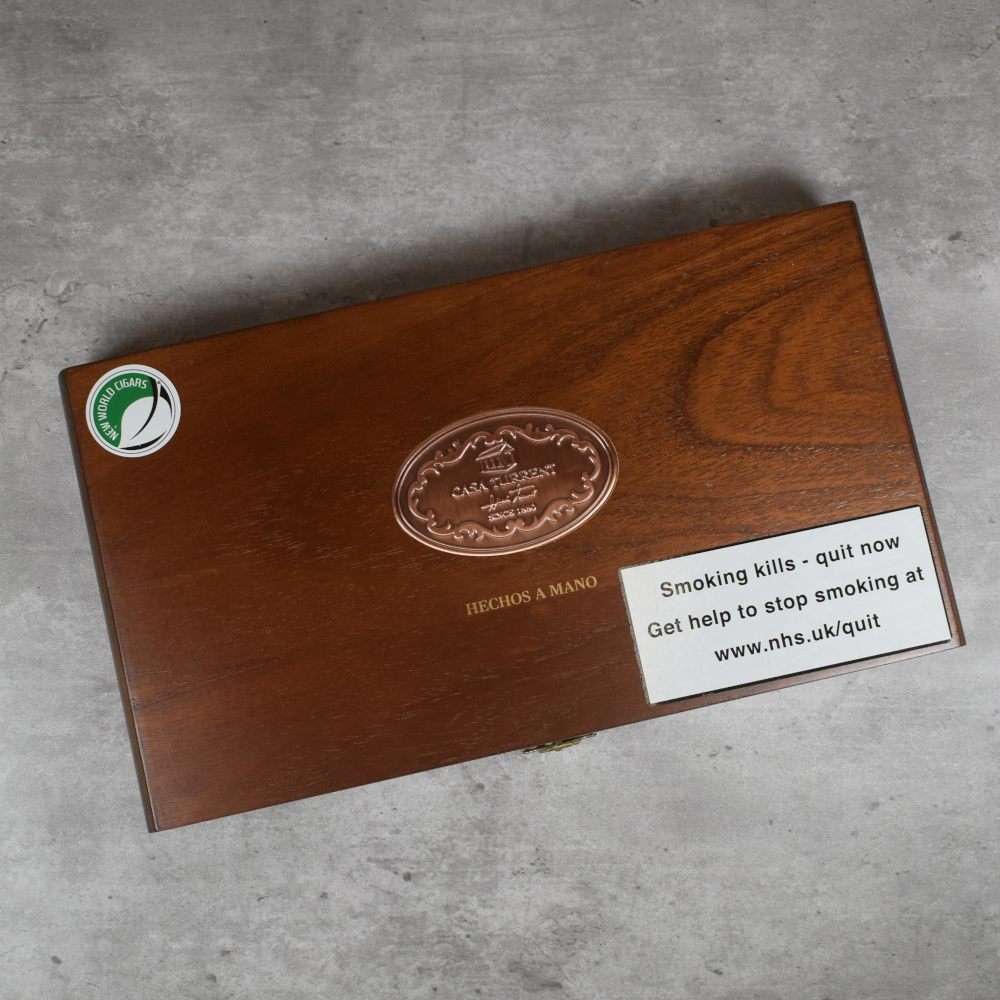 NEW WORLD CIGARS
CASA TURRENT
SINCE 1880
HECHOS A MANO
Smoking kills - quit now
Get help to stop smoking at
www.nhs.uk/quit